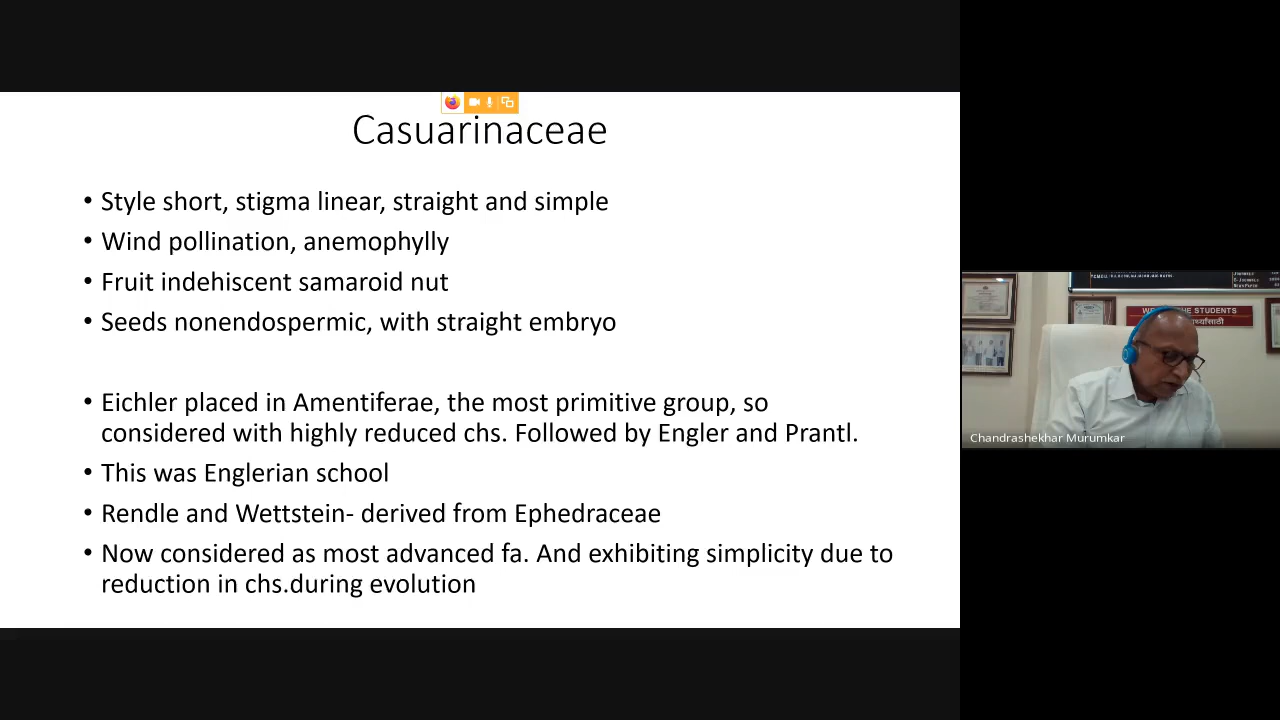 Casuarinaceae
• Style short, stigma linear, straight and simple
• Wind pollination, anemophylly
• Fruit indehiscent samaroid nut
• Seeds nonendospermic, with straight embryo
• Eichler placed in Amentiferae, the most primitive group, so
considered with highly reduced chs. Followed by Engler and Prantl.
• This was Englerian school
• Rendle and Wettstein- derived from Ephedraceae
• Now considered as most advanced fa. And exhibiting simplicity due to
reduction in chs.during evolution
THE STUDENTS
Chandrashekhar Murumkar